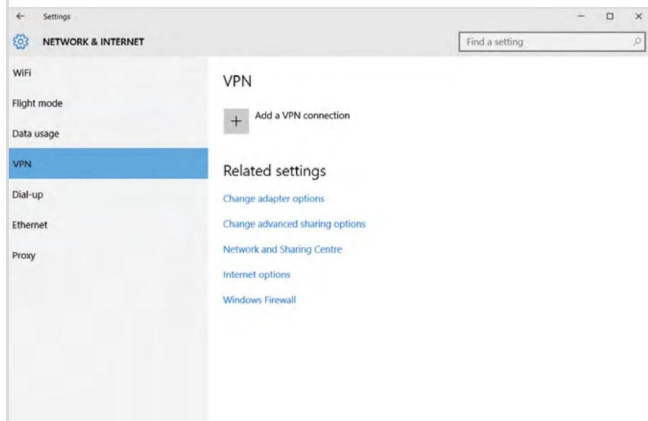 Settings
NETWORK & INTERNET
Find a setting
WiFi
Flight mode
Data usage
VPN
Dial-up
Ethernet
Proxy
VPN
Add a VPN connection
Related settings
Change adapter options
Change advanced sharing options
Network and Sharing Centre
Internet options
Windows Firewall